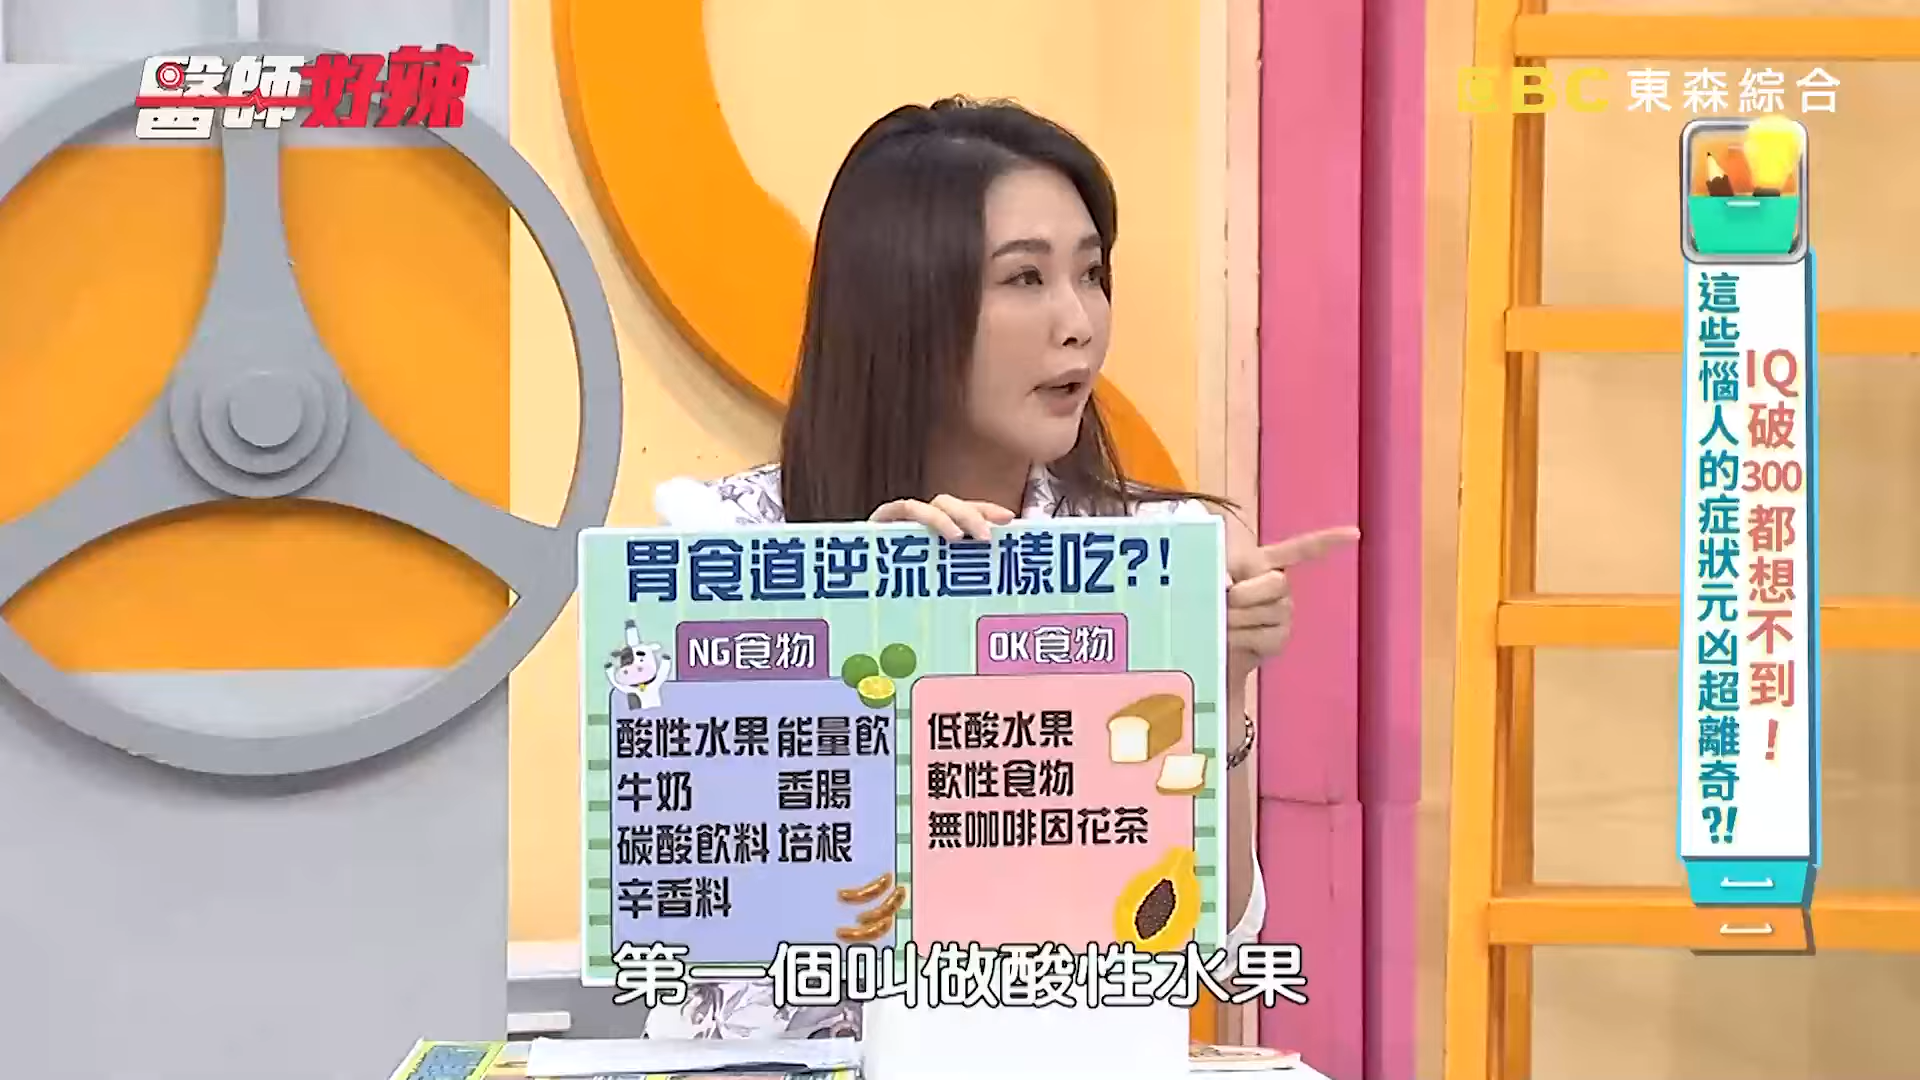 醫師好辣
EBC 東森綜合
IQ破300都想不到！
這些惱人的症狀元凶超離奇?!
胃食道逆流這樣吃?!
NG食物
酸性水果 能量飲
牛奶 香腸
碳酸飲料 培根
辛香料
OK食物
低酸水果
軟性食物
無咖啡因花茶
第一個叫做酸性水果